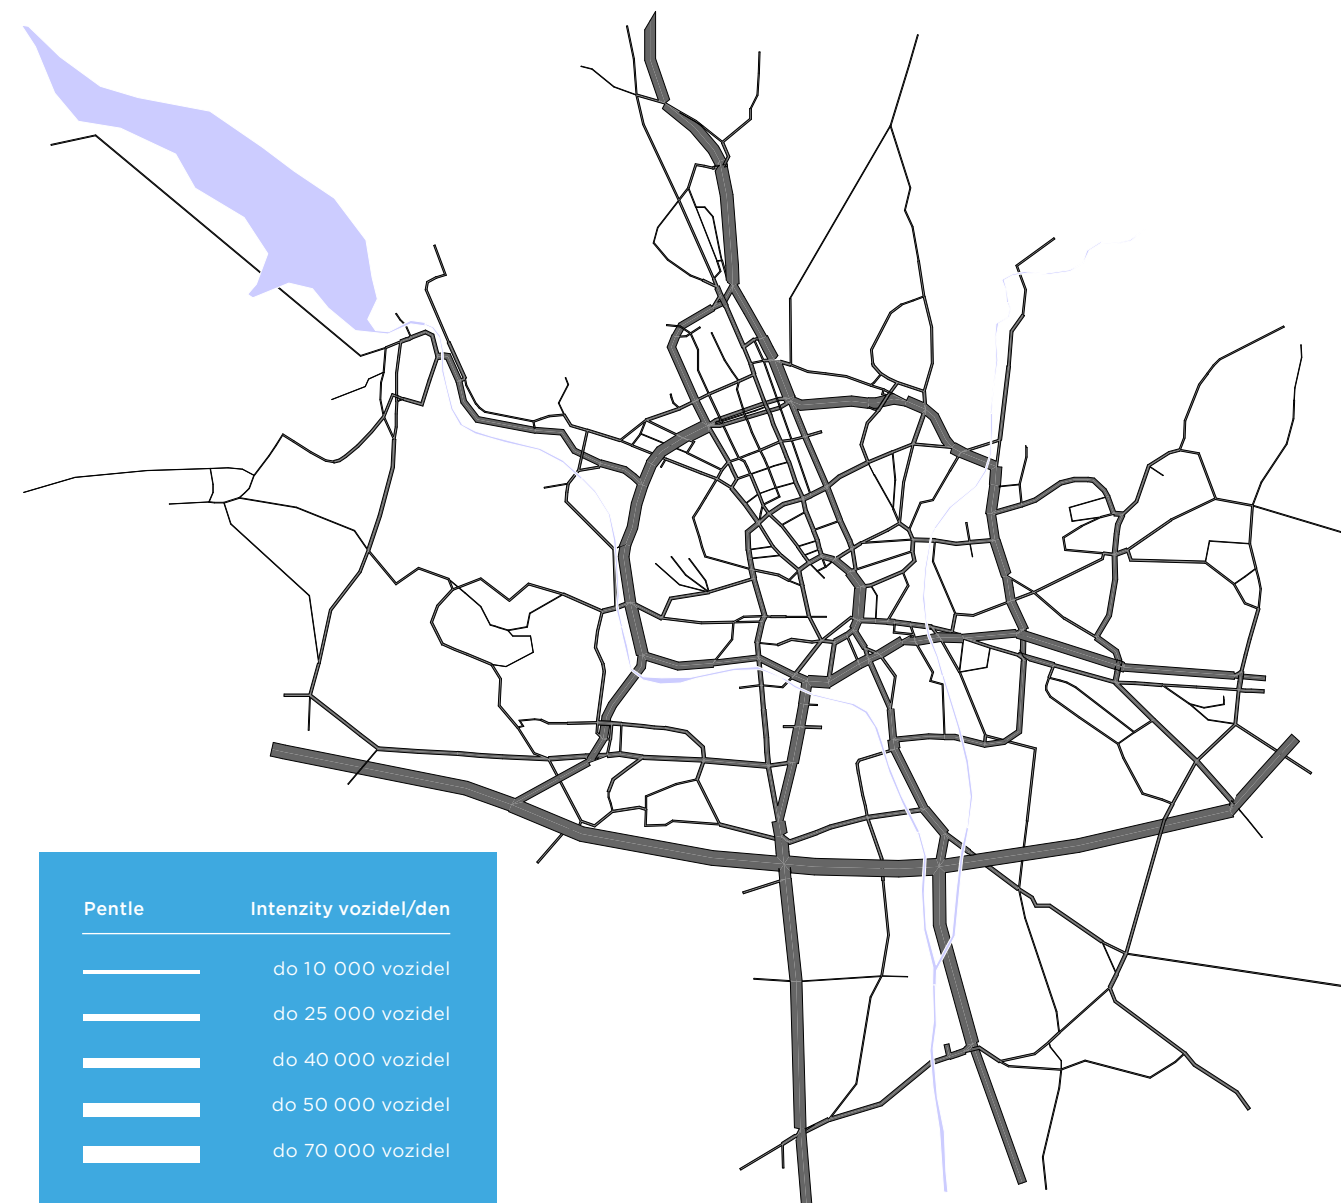 Pentle Intenzity vozidel/den
do 10 000 vozidel
do 25 000 vozidel
do 40 000 vozidel
do 50 000 vozidel
do 70 000 vozidel